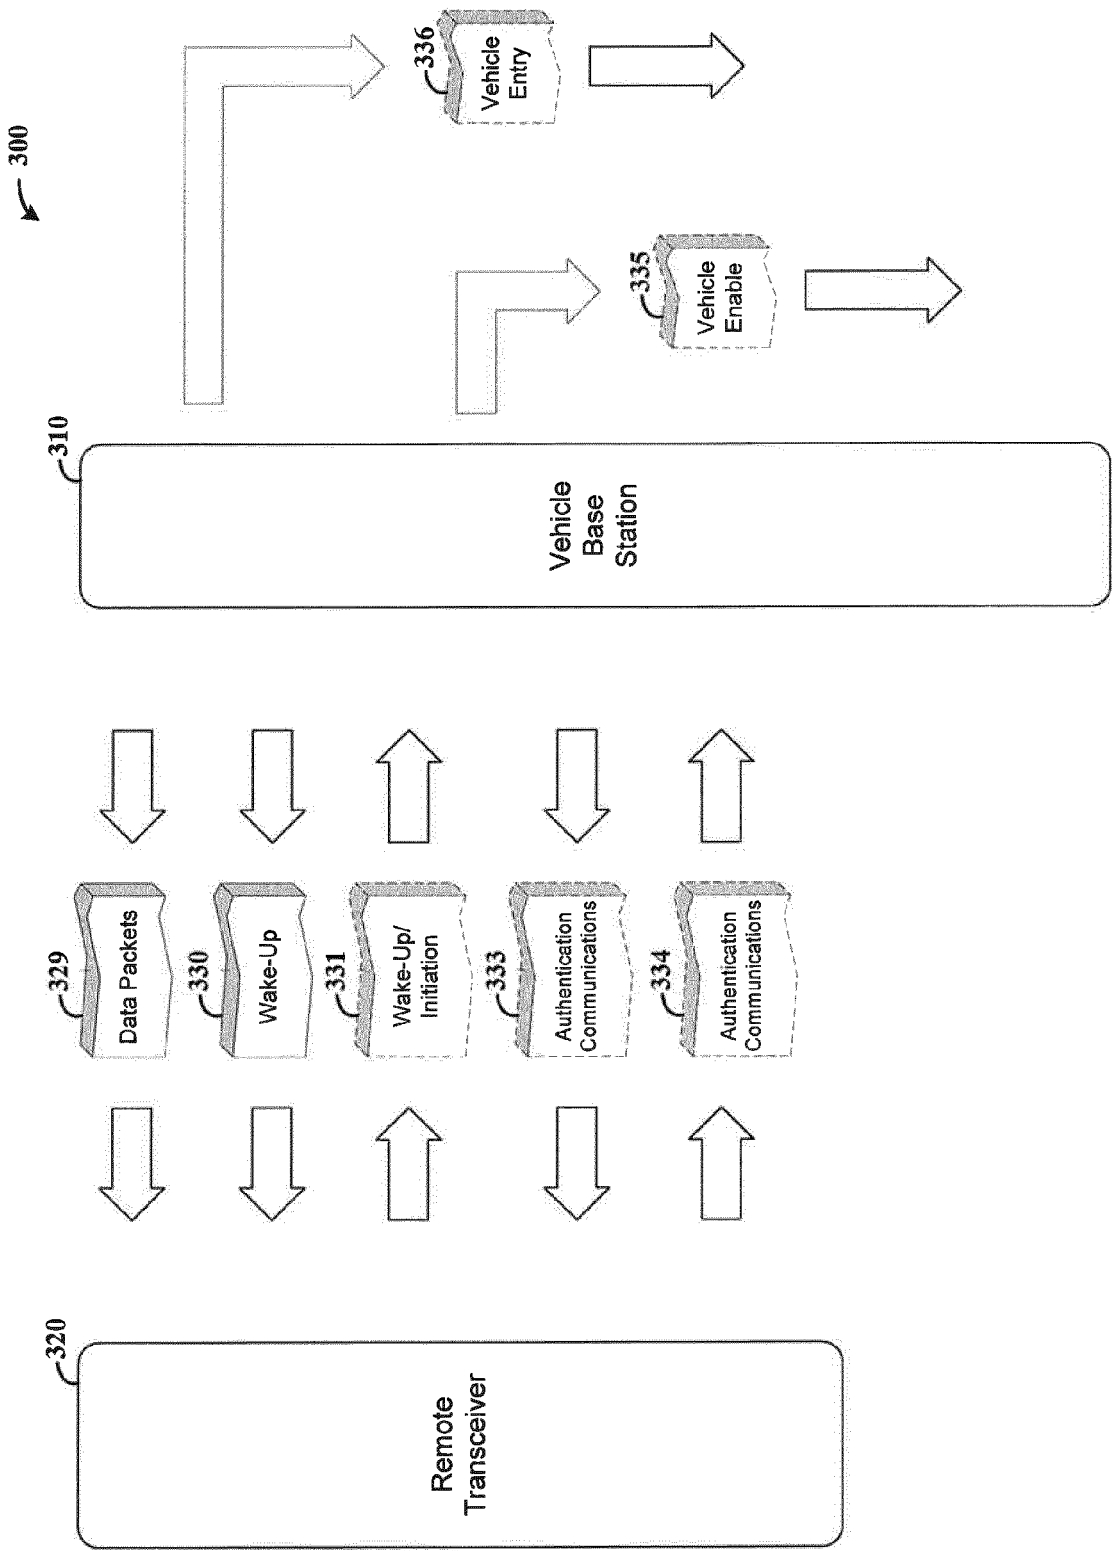 300
320
Remote
Transceiver
329
Data Packets
330
Wake-Up
331
Wake-Up/
Initiation
333
Authentication
Communications
334
Authentication
Communications
310
Vehicle
Base
Station
335
Vehicle
Enable
336
Vehicle
Entry